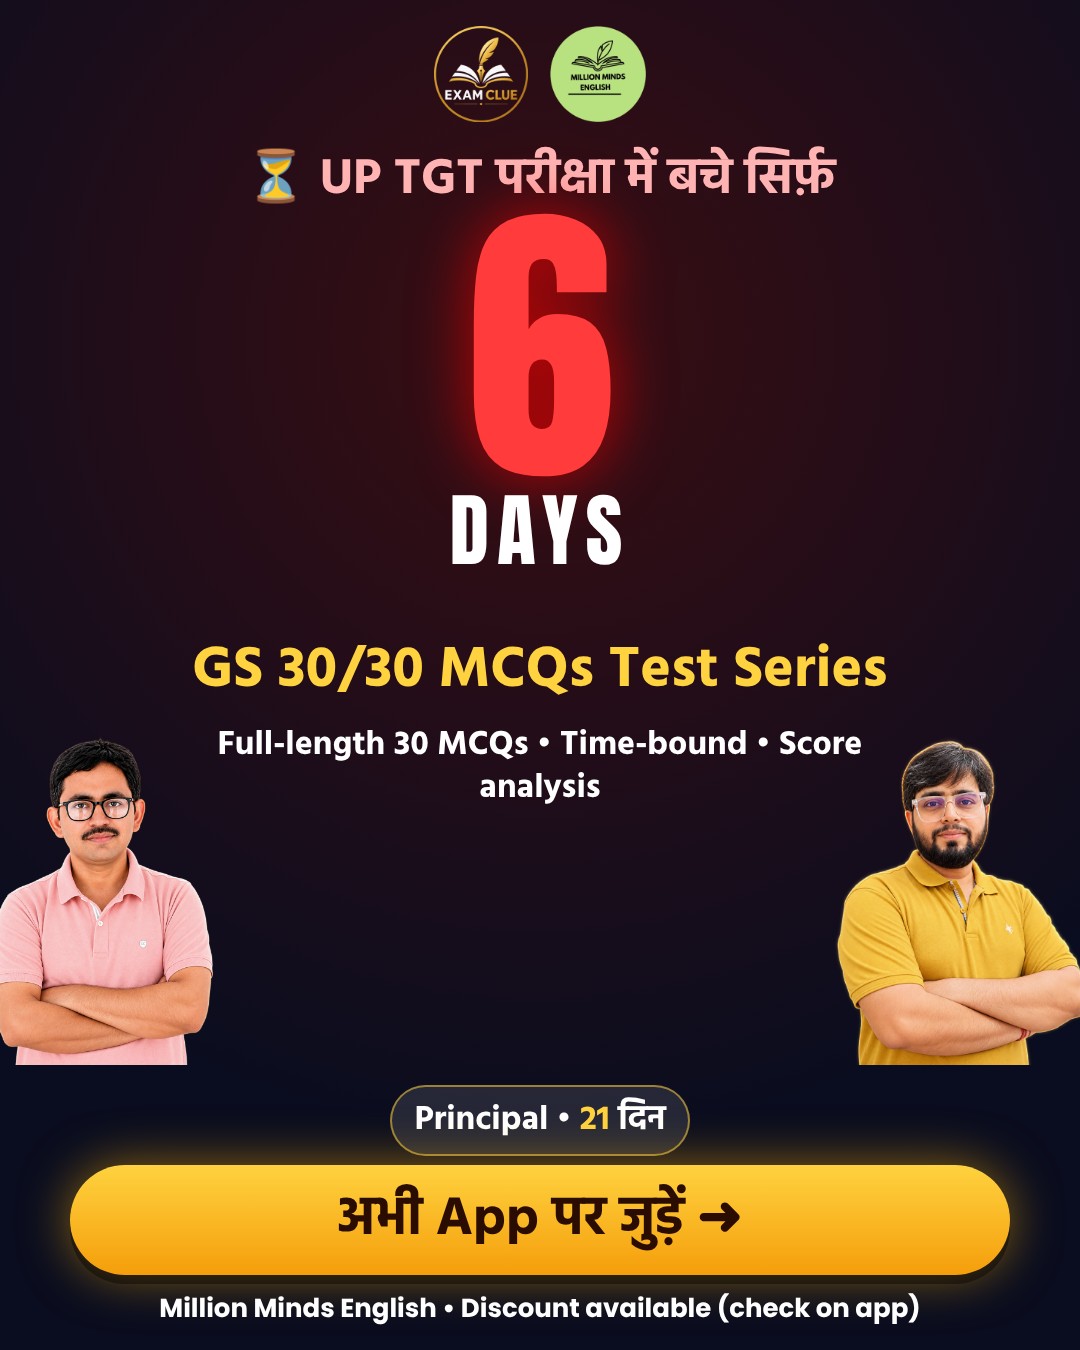 EXAM CLUE
MILLION MINDS
ENGLISH
⏳ UP TGT परीक्षा में बचे सिर्फ़
6
DAYS
GS 30/30 MCQs Test Series
Full-length 30 MCQs • Time-bound • Score
analysis
Principal • 21 दिन
अभी App पर जुड़ें ➜
Million Minds English • Discount available (check on app)